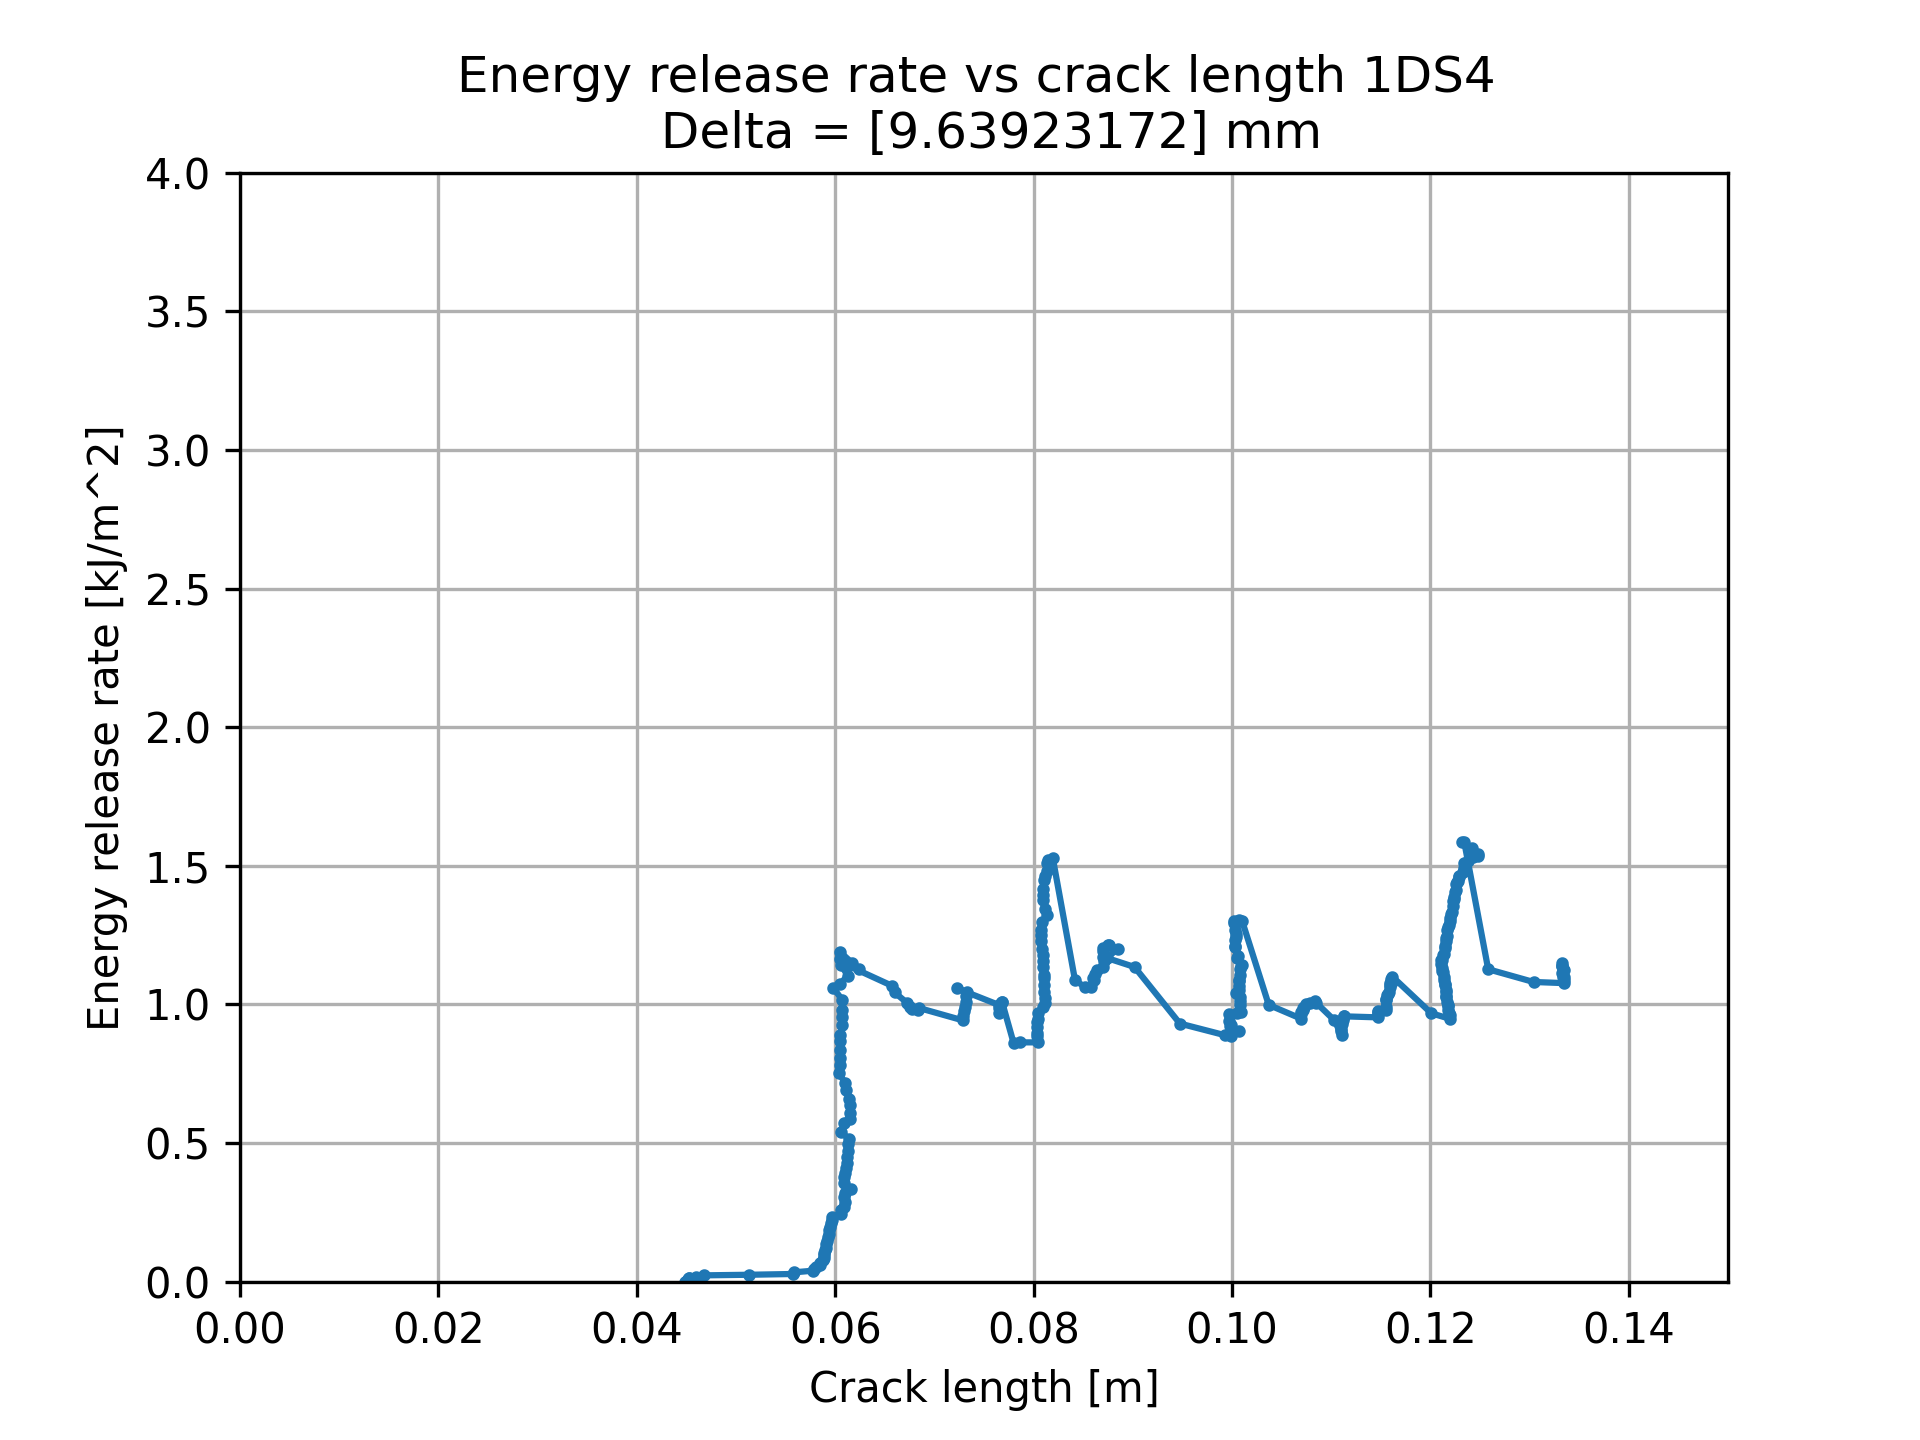 Energy release rate vs crack length 1DS4
Delta = [9.63923172] mm
Energy release rate [kJ/m^2]
4.0
3.5
3.0
2.5
2.0
1.5
1.0
0.5
0.0
0.00 0.02 0.04 0.06 0.08 0.10 0.12 0.14
Crack length [m]